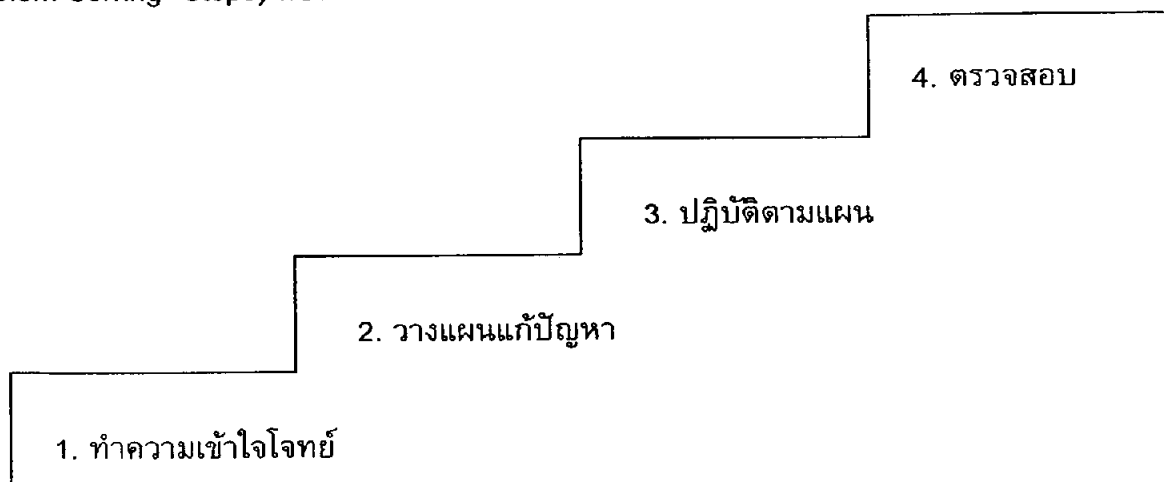 4. ตรวจสอบ
3. ปฏิบัติตามแผน
2. วางแผนแก้ปัญหา
1. ทำความเข้าใจโจทย์